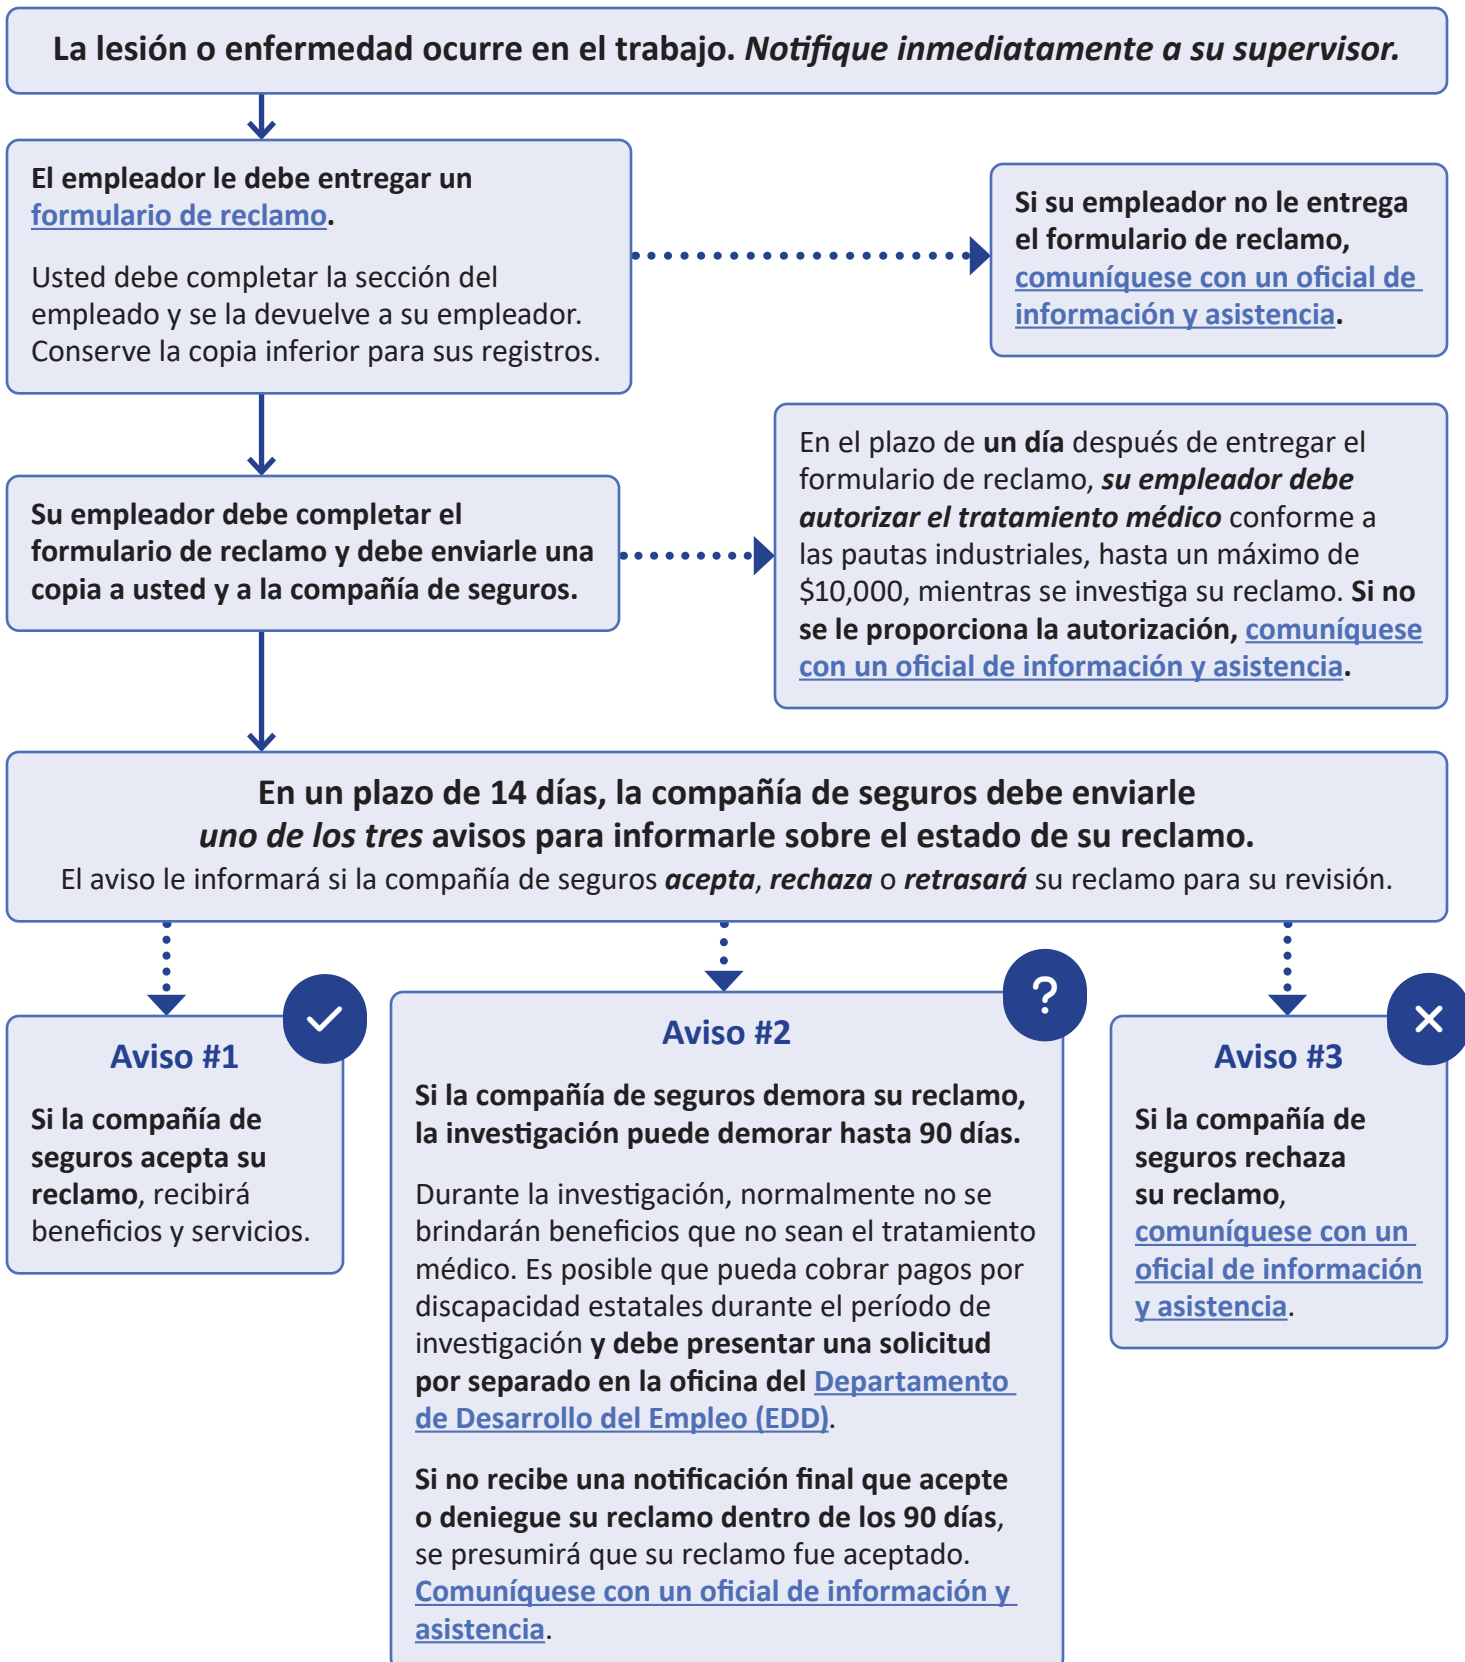 La lesión o enfermedad ocurre en el trabajo. Notifique inmediatamente a su supervisor.
El empleador le debe entregar un
formulario de reclamo.
Usted debe completar la sección del
empleado y se la devuelve a su empleador.
Conserve la copia inferior para sus registros.
Si su empleador no le entrega
el formulario de reclamo,
comuníquese con un oficial de
información y asistencia.
Su empleador debe completar el
formulario de reclamo y debe enviarle una
copia a usted y a la compañía de seguros.
En el plazo de un día después de entregar el
formulario de reclamo, su empleador debe
autorizar el tratamiento médico conforme a
las pautas industriales, hasta un máximo de
$10,000, mientras se investiga su reclamo. Si no
se le proporciona la autorización, comuníquese
con un oficial de información y asistencia.
En un plazo de 14 días, la compañía de seguros debe enviarle
uno de los tres avisos para informarle sobre el estado de su reclamo.
El aviso le informará si la compañía de seguros acepta, rechaza o retrasará su reclamo para su revisión.
Aviso #1
Si la compañía de
seguros acepta su
reclamo, recibirá
beneficios y servicios.
?
Aviso #2
Si la compañía de seguros demora su reclamo,
la investigación puede demorar hasta 90 días.
Durante la investigación, normalmente no se
brindarán beneficios que no sean el tratamiento
médico. Es posible que pueda cobrar pagos por
discapacidad estatales durante el período de
investigación y debe presentar una solicitud
por separado en la oficina del Departamento
de Desarrollo del Empleo (EDD).
Si no recibe una notificación final que acepte
o deniegue su reclamo dentro de los 90 días,
se presumirá que su reclamo fue aceptado.
Comuníquese con un oficial de información y
asistencia.
Aviso #3
Si la compañía de
seguros rechaza
su reclamo,
comuníquese con un
oficial de información
y asistencia.